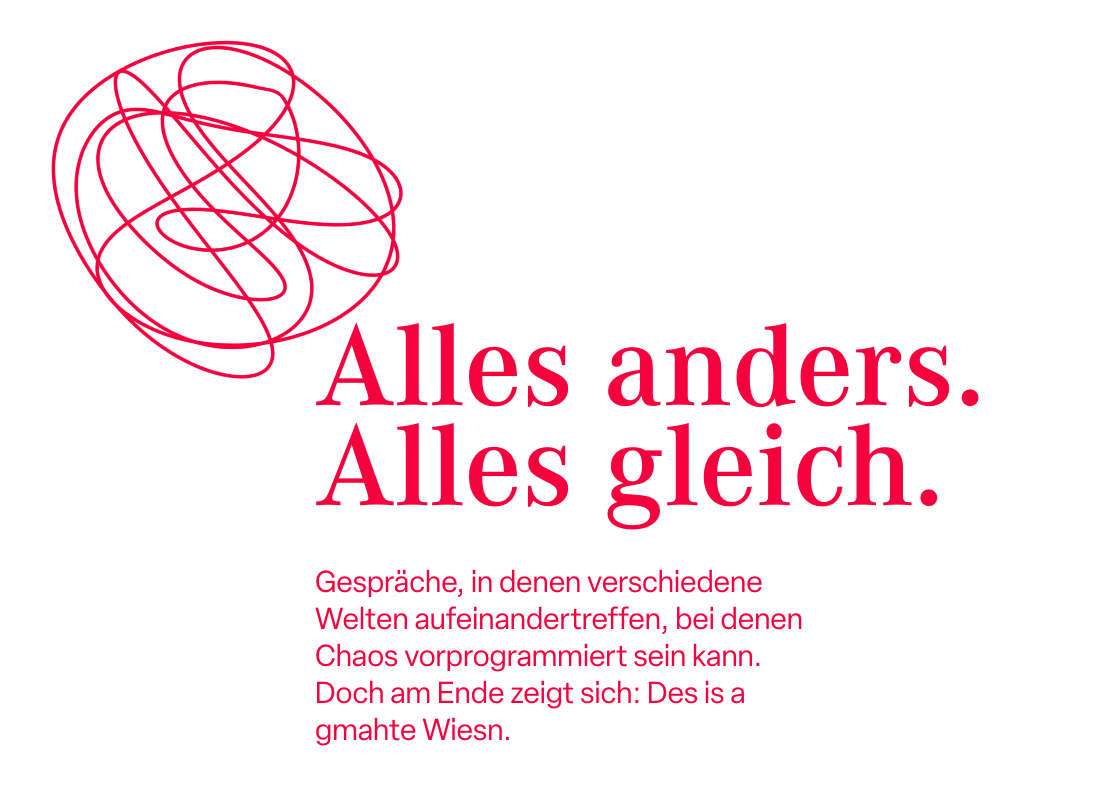 Alles anders.
Alles gleich.
Gespräche, in denen verschiedene
Welten aufeinandertreffen, bei denen
Chaos vorprogrammiert sein kann.
Doch am Ende zeigt sich: Des is a
gmahte Wiesn.